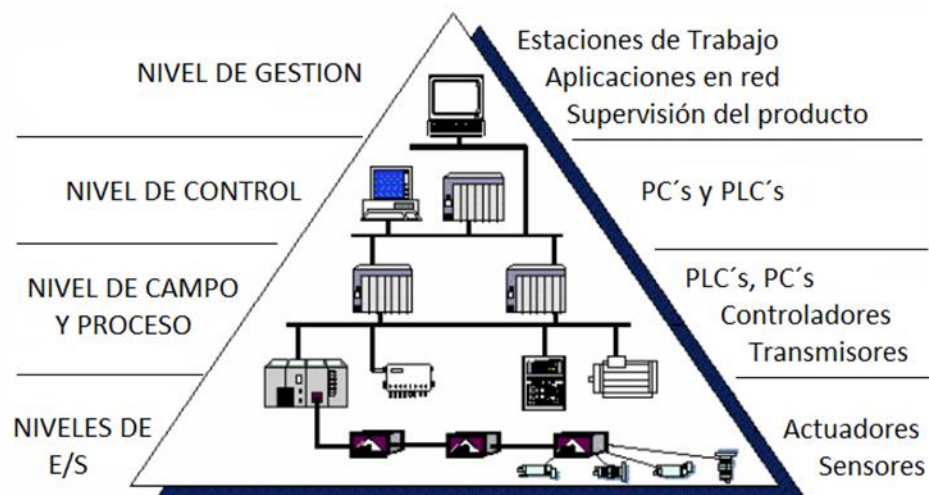 NIVEL DE GESTION
Estaciones de Trabajo
Aplicaciones en red
Supervisión del producto
NIVEL DE CONTROL
PC´s y PLC´s
NIVEL DE CAMPO
Y PROCESO
PLC´s, PC´s
Controladores
Transmisores
NIVELES DE
E/S
Actuadores
Sensores